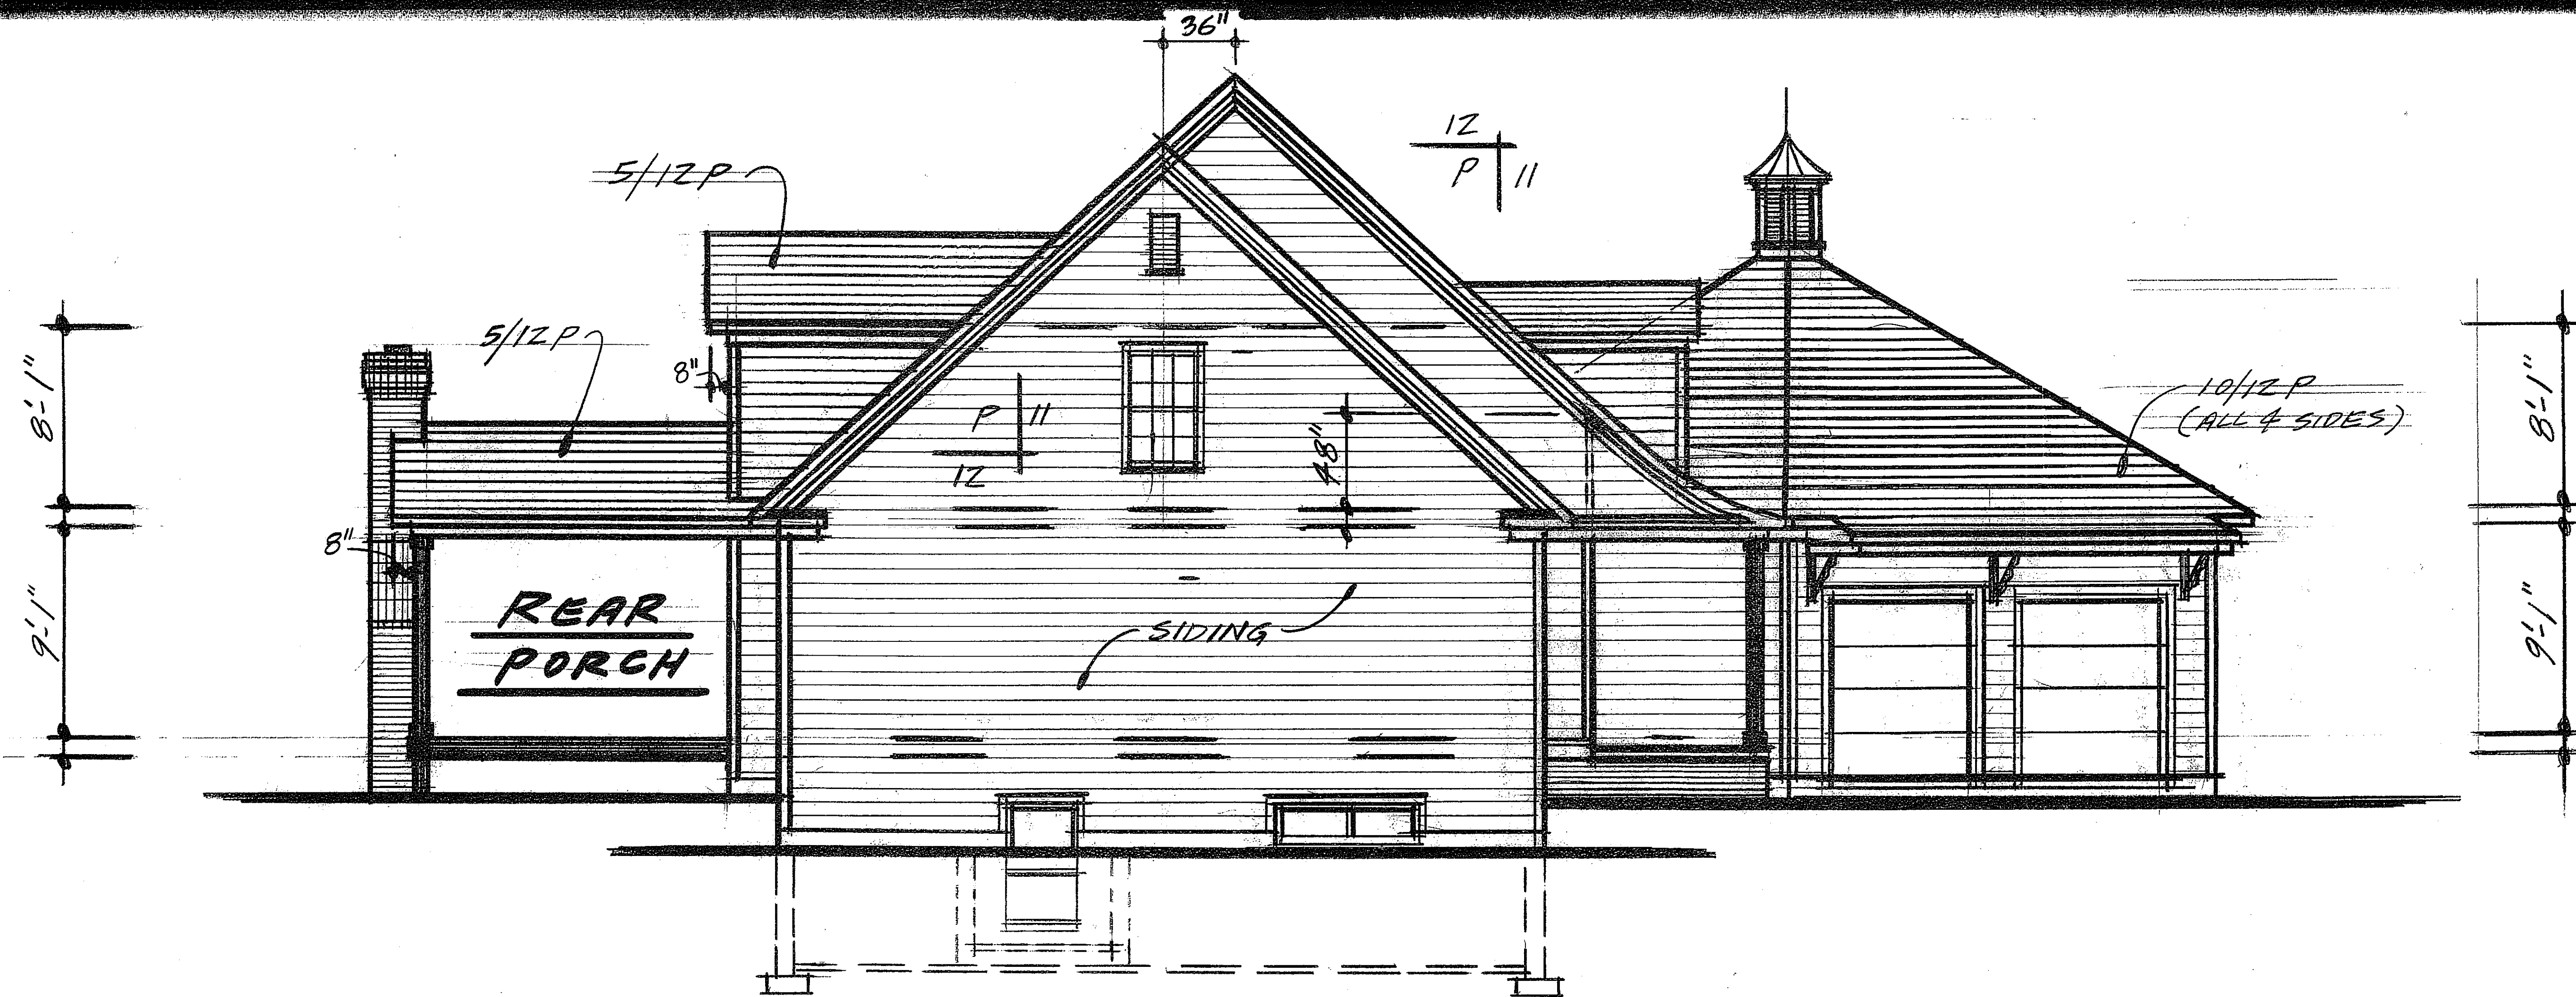 36"
12
P 11
5/12 P
5/12 P
8"
P 11
12
48"
10/12 P
(ALL 4 SIDES)
8'-1"
8'-1"
8"
REAR
PORCH
SIDING
9'-1"
9'-1"